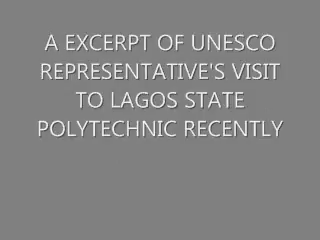 A EXCERPT OF UNESCO
REPRESENTATIVE'S VISIT
TO LAGOS STATE
POLYTECHNIC RECENTLY